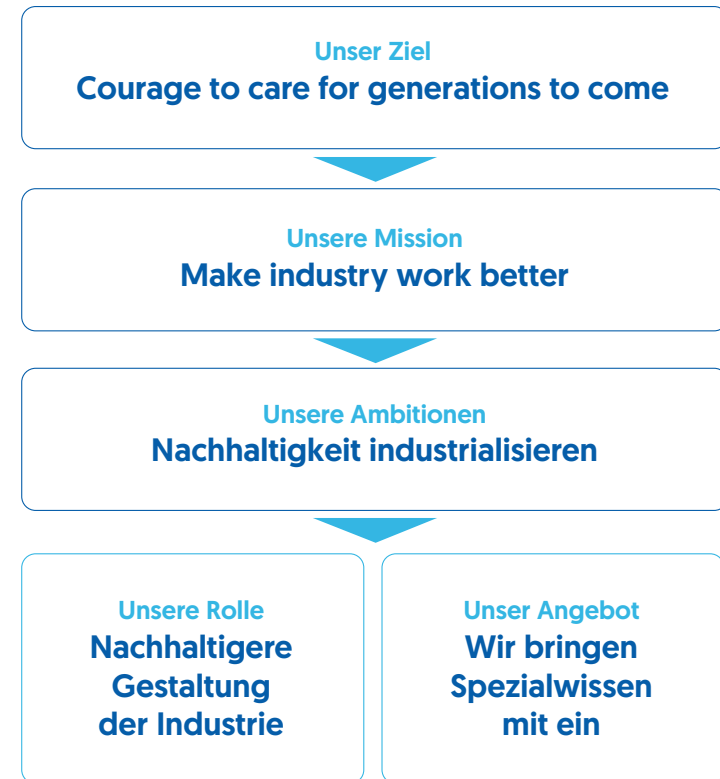 Unser Ziel
Courage to care for generations to come
Unsere Mission
Make industry work better
Unsere Ambitionen
Nachhaltigkeit industrialisieren
Unsere Rolle
Nachhaltigere
Gestaltung
der Industrie
Unser Angebot
Wir bringen
Spezialwissen
mit ein